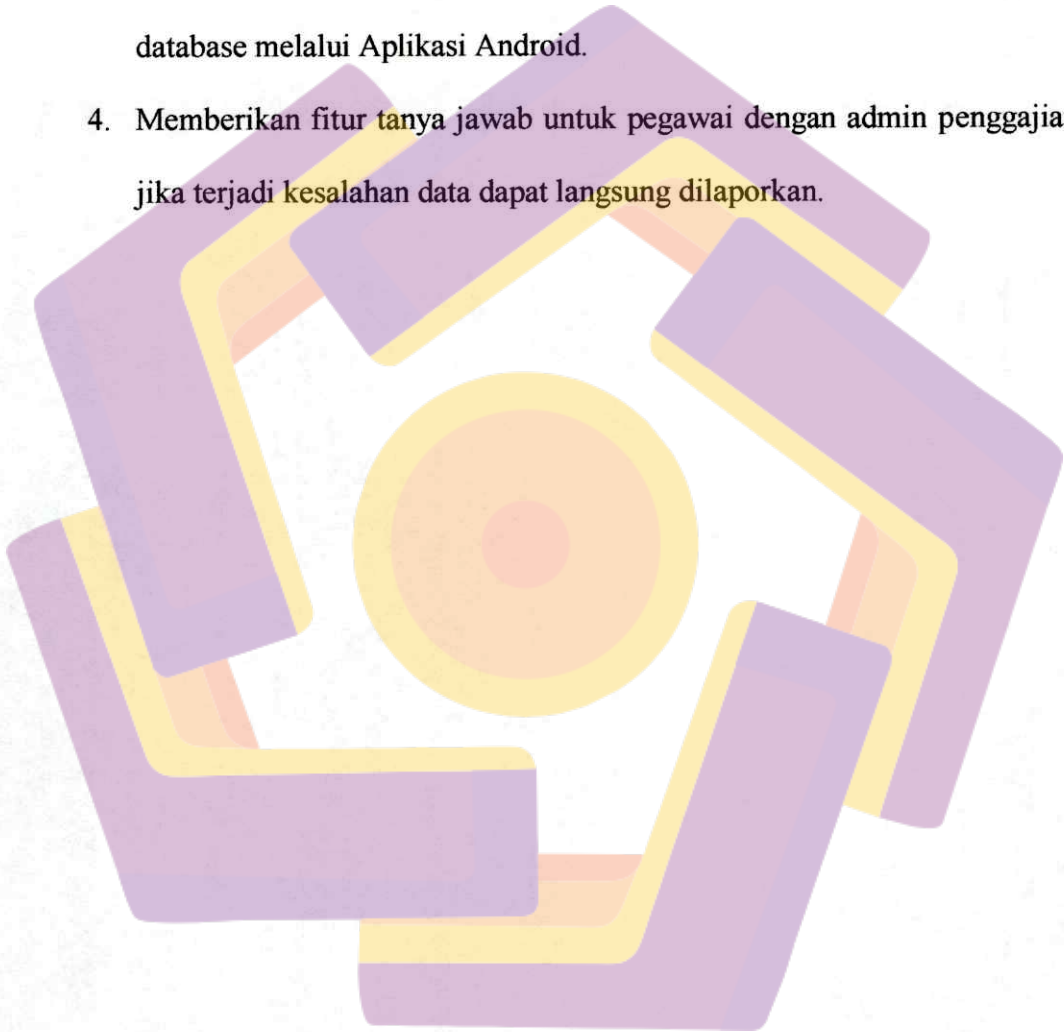 database melalui Aplikasi Android.
4. Memberikan fitur tanya jawab untuk pegawai dengan admin penggajia
jika terjadi kesalahan data dapat langsung dilaporkan.